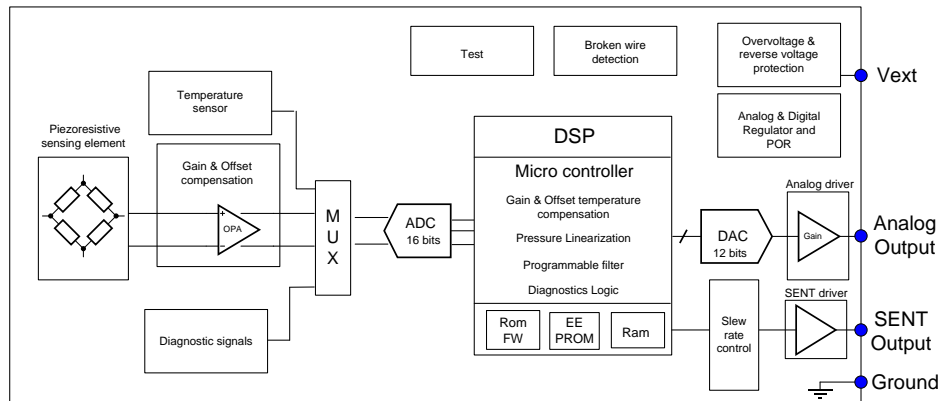 Test
Broken wire
detection
Overvoltage &
reverse voltage
protection
Vext
Temperature
sensor
Analog & Digital
Regulator and
POR
Piezoresistive
sensing element
Gain & Offset
compensation
+
OPA
−
M
U
X
ADC
16 bits
DSP
Micro controller
Gain & Offset temperature
compensation
Pressure Linearization
Programmable filter
Diagnostics Logic
Rom
FW
EE
PROM
Ram
DAC
12 bits
Analog driver
Gain
Analog
Output
Diagnostic signals
Slew
rate
control
SENT driver
SENT
Output
Ground